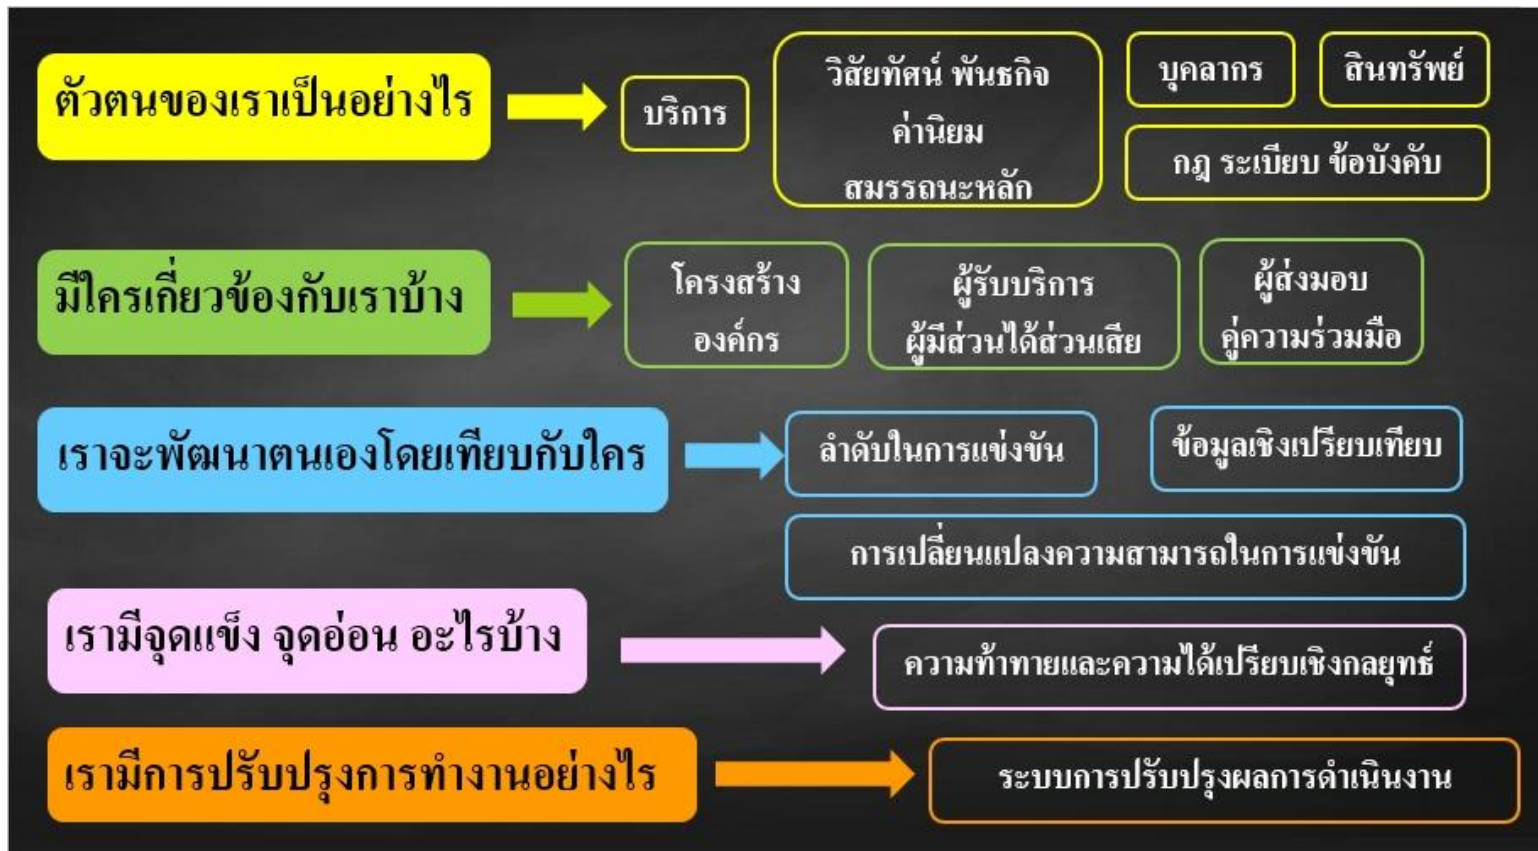 ตัวตนของเราเป็นอย่างไร
บริการ
วิสัยทัศน์ พันธกิจ
ค่านิยม
สมรรถนะหลัก
บุคลากร
สินทรัพย์
กฎ ระเบียบ ข้อบังคับ
มีใครเกี่ยวข้องกับเราบ้าง
โครงสร้าง
องค์กร
ผู้รับบริการ
ผู้มีส่วนได้ส่วนเสีย
ผู้ส่งมอบ
คู่ความร่วมมือ
เราจะพัฒนาตนเองโดยเทียบกับใคร
ลำดับในการแข่งขัน
ข้อมูลเชิงเปรียบเทียบ
การเปลี่ยนแปลงความสามารถในการแข่งขัน
เรามีจุดแข็ง จุดอ่อน อะไรบ้าง
ความท้าทายและความได้เปรียบเชิงกลยุทธ์
เรามีการปรับปรุงการทำงานอย่างไร
ระบบการปรับปรุงผลการดำเนินงาน